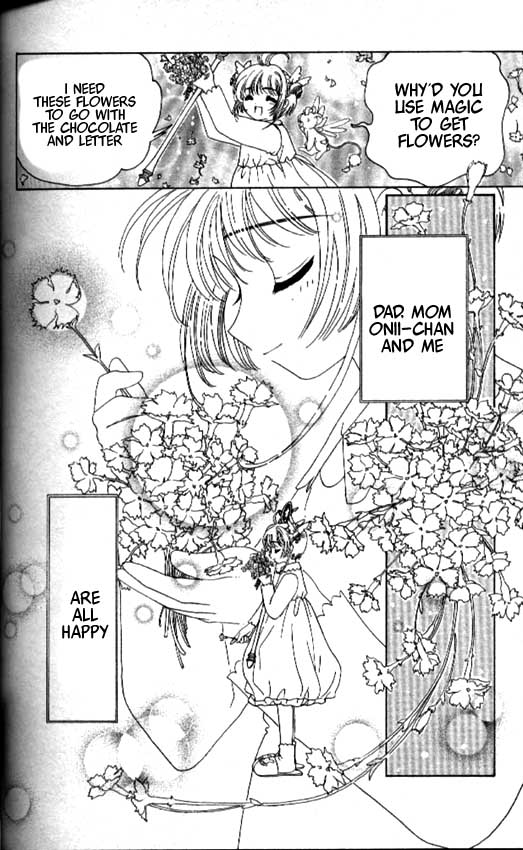 WHY'D YOU
USE MAGIC
TO GET
FLOWERS?
I NEED
THESE FLOWERS
TO GO WITH
THE CHOCOLATE
AND LETTER
DAD. MOM
ONII-CHAN
AND ME
ARE
ALL
HAPPY